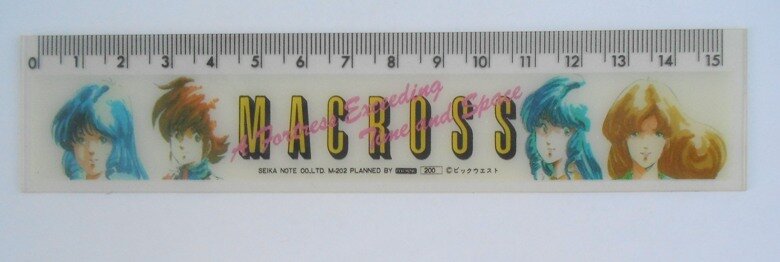 0 1 2 3 4 5 6 7 8 9 10 11 12 13 14 15
MACROSS
A Fortress Exceeding
Time and Space
SEIKA NOTE CO.,LTD. M-202 PLANNED BY 200 ©ビックウエスト